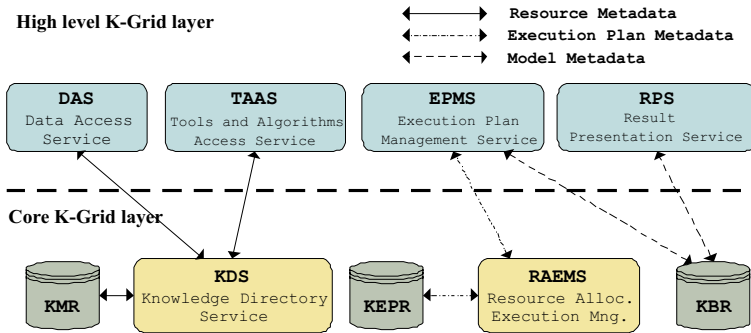 High level K-Grid layer
Resource Metadata
Execution Plan Metadata
Model Metadata
DAS
Data Access
Service
TAAS
Tools and Algorithms
Access Service
EPMS
Execution Plan
Management Service
RPS
Result
Presentation Service
Core K-Grid layer
KMR
KDS
Knowledge Directory
Service
KEPR
RAEMS
Resource Alloc.
Execution Mng.
KBR